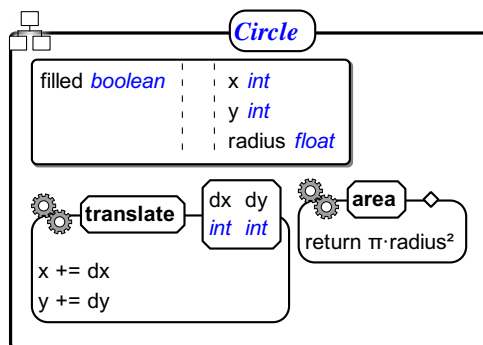 Circle
filled boolean x int
y int
radius float
translate dx dy
int int
x += dx
y += dy
area
return π·radius²